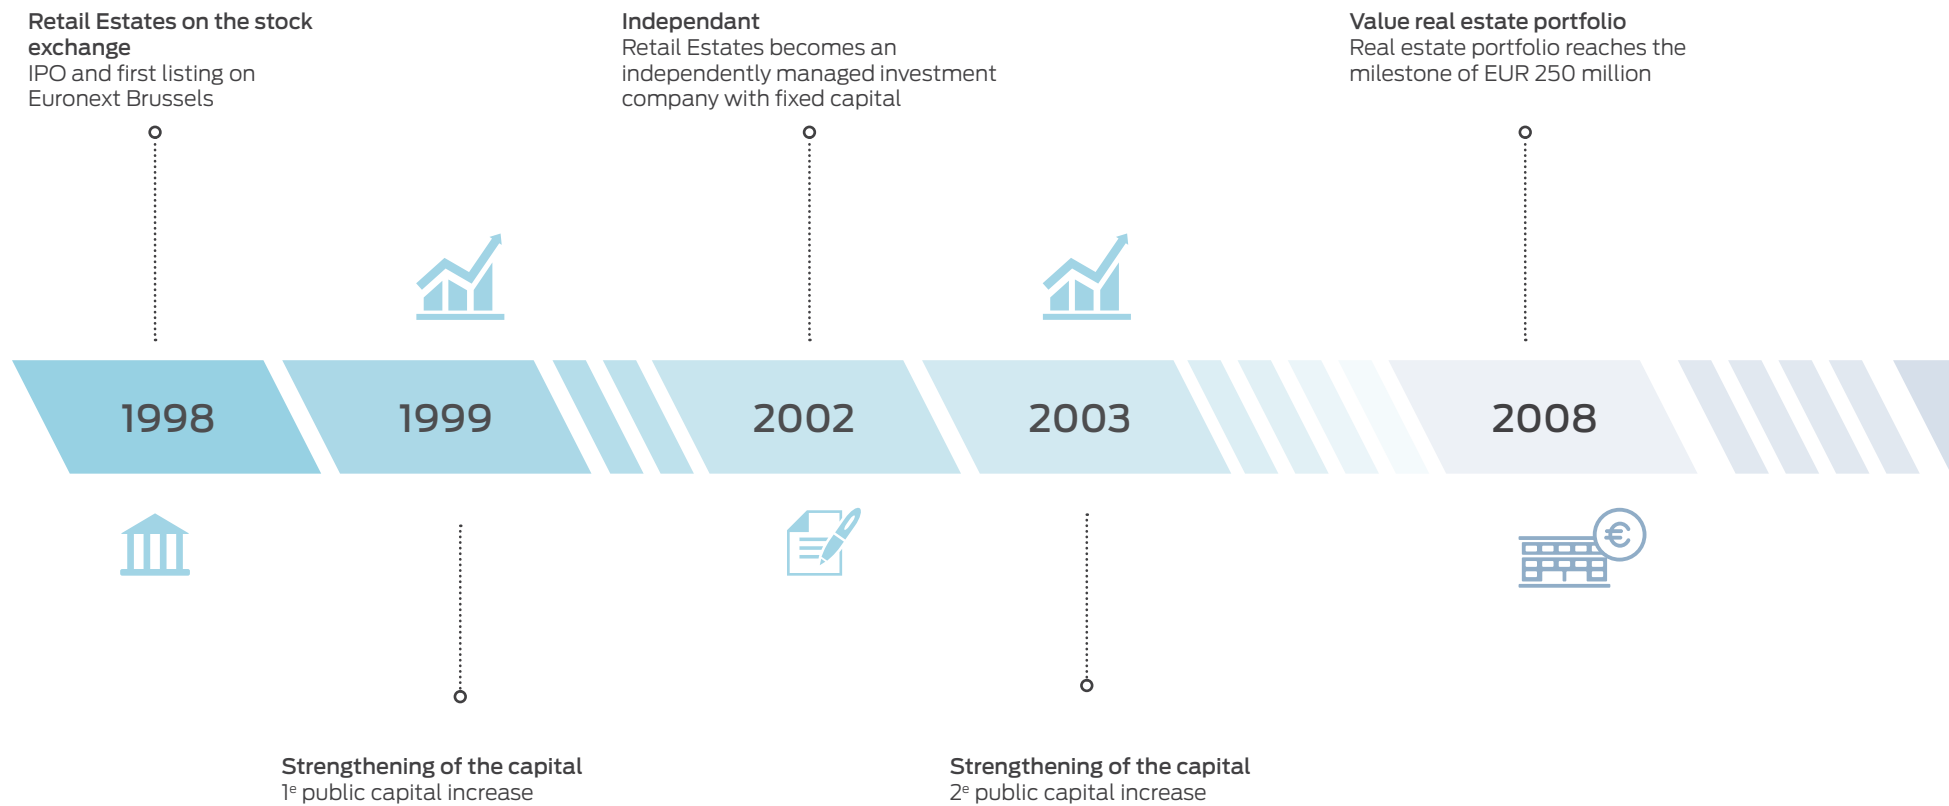 Retail Estates on the stock
exchange
IPO and first listing on
Euronext Brussels
Independant
Retail Estates becomes an
independently managed investment
company with fixed capital
Value real estate portfolio
Real estate portfolio reaches the
milestone of EUR 250 million
1998
1999
2002
2003
2008
€
Strengthening of the capital
1ᵉ public capital increase
Strengthening of the capital
2ᵉ public capital increase